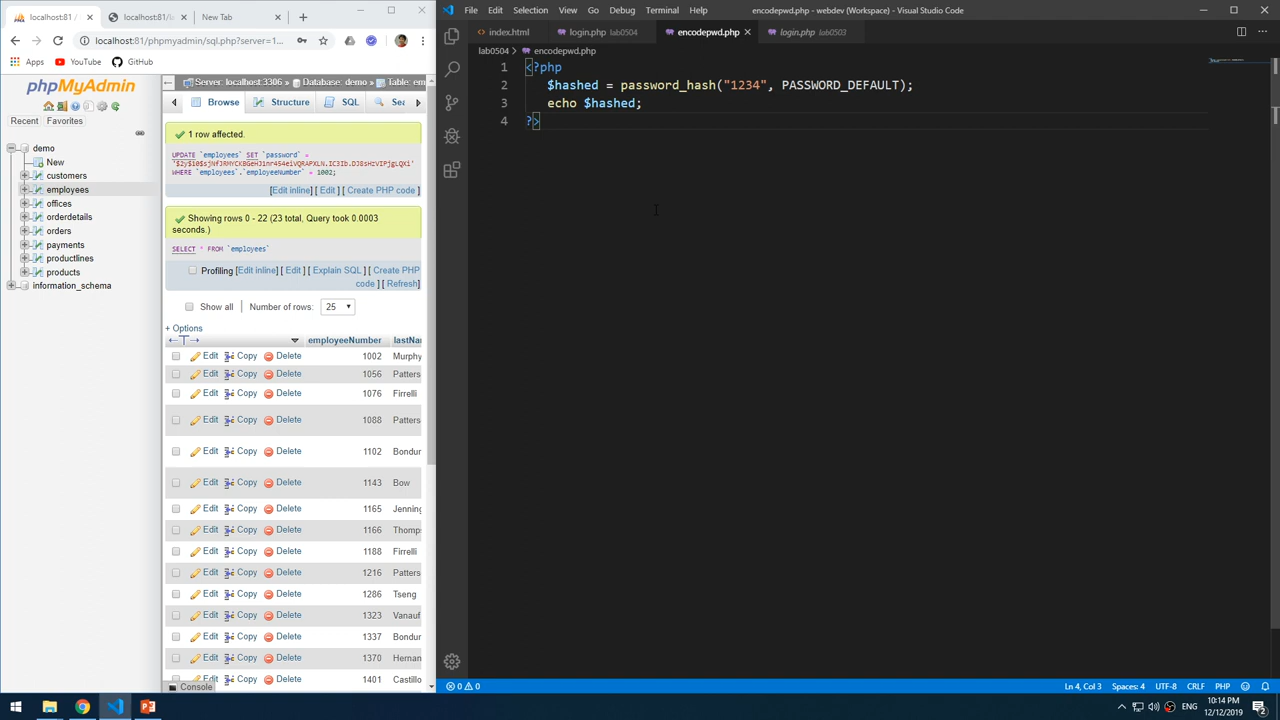 localhost:81 /
localhost:81/l
New Tab
localhost:81/phpmyadmin/sql.php?server=1...
Apps
YouTube
GitHub
phpMyAdmin
Recent
Favorites
demo
New
customers
employees
offices
orderdetails
orders
payments
productlines
products
information_schema
Server: localhost:3306 » Database: demo » Table: em
Browse
Structure
SQL
Sea
1 row affected.
UPDATE `employees` SET `password` =
WHERE `employees`.`employeeNumber` = 1002;
[Edit inline] [ Edit ] [ Create PHP code ]
Showing rows 0 - 22 (23 total, Query took 0.0003
seconds.)
SELECT * FROM `employees`
Profiling [Edit inline] [ Edit ] [ Explain SQL ] [ Create PHP
code ] [ Refresh]
Show all
Number of rows:
25
+ Options
employeeNumber
lastNa
Edit Copy Delete 1002 Murphy
Edit Copy Delete 1056 Patters
Edit Copy Delete 1076 Firrelli
Edit Copy Delete 1088 Patters
Edit Copy Delete 1102 Bondur
Edit Copy Delete 1143 Bow
Edit Copy Delete 1165 Jenning
Edit Copy Delete 1166 Thomps
Edit Copy Delete 1188 Firrelli
Edit Copy Delete 1216 Patters
Edit Copy Delete 1286 Tseng
Edit Copy Delete 1323 Vanauf
Edit Copy Delete 1337 Bondur
Edit Copy Delete 1370 Hernan
Edit Copy Delete 1401 Castillo
Console
File Edit Selection View Go Debug Terminal Help
encodepwd.php - webdev (Workspace) - Visual Studio Code
index.html
login.php lab0504
encodepwd.php
login.php lab0503
lab0504 > encodepwd.php
1 <?php
2 $hashed = password_hash("1234", PASSWORD_DEFAULT);
3 echo $hashed;
4 ?>
0 0
Ln 4, Col 3
Spaces: 4
UTF-8
CRLF
PHP
ENG
10:14 PM
12/12/2019
2